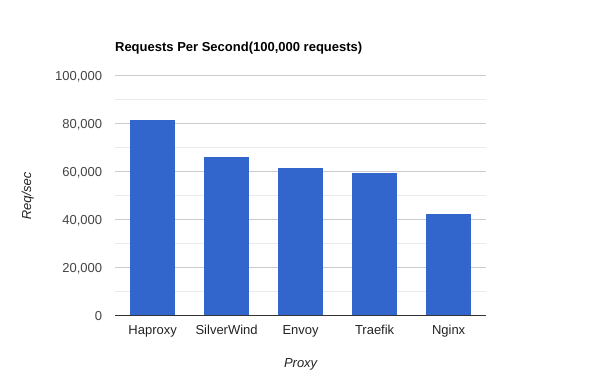 Requests Per Second(100,000 requests)
100,000
80,000
60,000
40,000
20,000
0
Req/sec
Haproxy SilverWind Envoy Traefik Nginx
Proxy